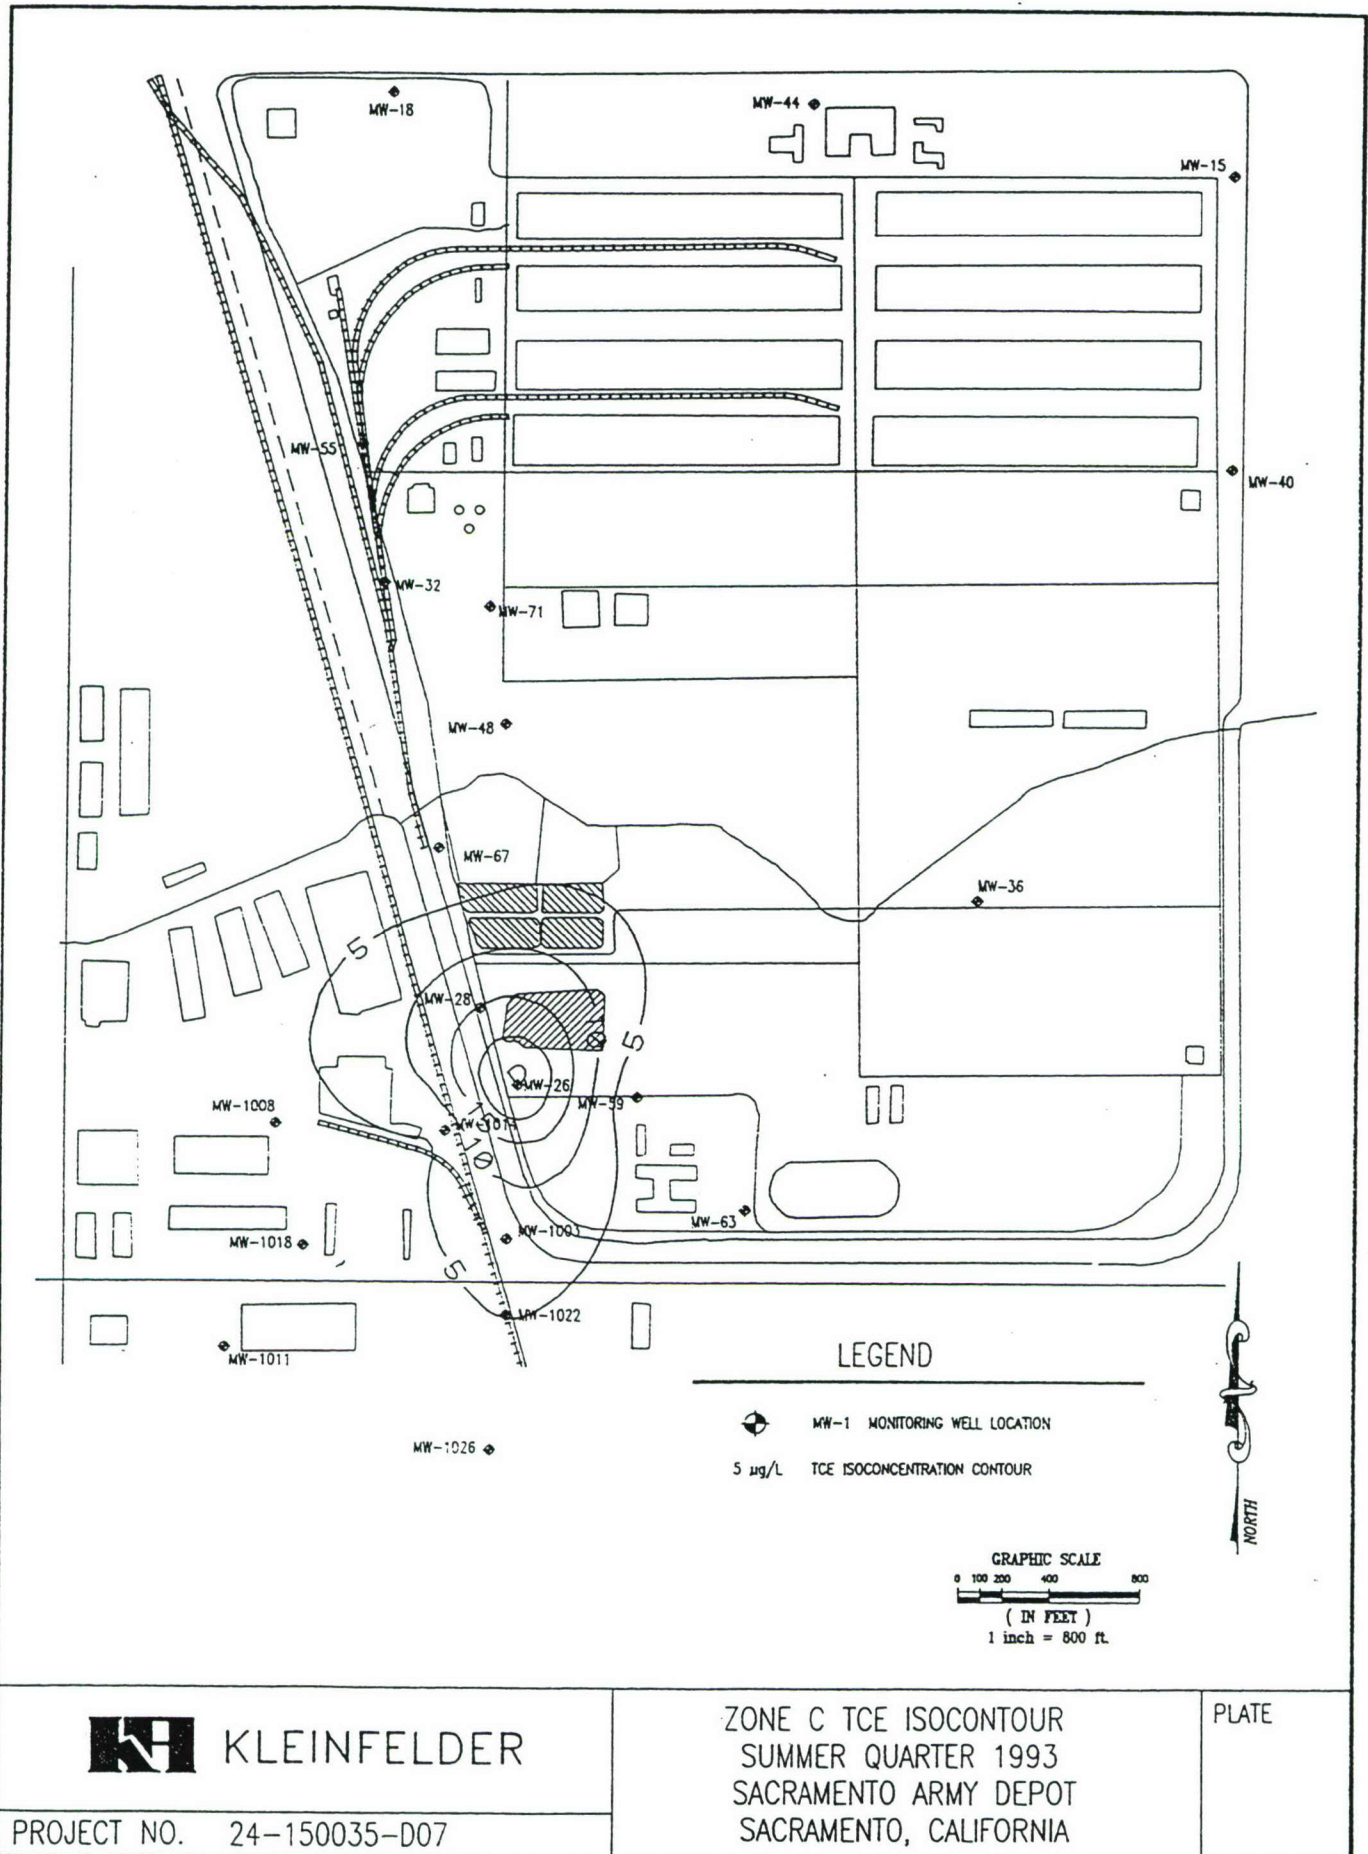 MW-18
MW-44
MW-15
MW-55
MW-40
MW-32
MW-71
MW-48
MW-67
MW-36
5
MW-28
5
MW-26
MW-59
MW-1008
10
MW-63
MW-1003
MW-1018
5
MW-1022
MW-1011
LEGEND
MW-1 MONITORING WELL LOCATION
MW-1026
5 µg/L TCE ISOCONCENTRATION CONTOUR
NORTH
GRAPHIC SCALE
0 100 200 400 800
( IN FEET )
1 inch = 800 ft.
KLEINFELDER
PROJECT NO. 24-150035-D07
ZONE C TCE ISOCONTOUR
SUMMER QUARTER 1993
SACRAMENTO ARMY DEPOT
SACRAMENTO, CALIFORNIA
PLATE